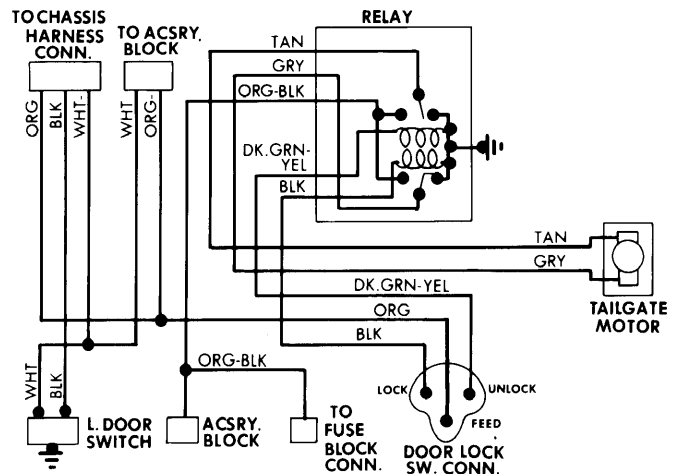 TO CHASSIS
HARNESS
CONN.
TO ACSRY.
BLOCK
RELAY
TAN
GRY
ORG-BLK
ORG
BLK
WHT-
WHT
ORG-
DK.GRN-
YEL
BLK
TAN
GRY
TAILGATE
MOTOR
DK.GRN-YEL
ORG
BLK
ORG-BLK
WHT
BLK
LOCK
UNLOCK
FEED
L. DOOR
SWITCH
ACSRY.
BLOCK
TO
FUSE
BLOCK
CONN.
DOOR LOCK
SW. CONN.